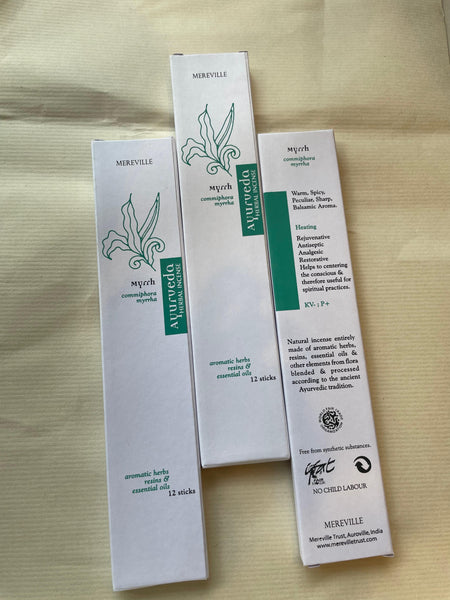 MEREVILLE
Myrrh
commiphora
myrrha
Ayurveda
HERBAL INCENSE
aromatic herbs
resins &
essential oils
12 sticks
MEREVILLE
Myrrh
commiphora
myrrha
Ayurveda
HERBAL INCENSE
aromatic herbs
resins &
essential oils
12 sticks
Myrrh
commiphora
myrrha
Warm, Spicy,
Peculiar, Sharp,
Balsamic Aroma.
Heating
Rejuvenative
Antiseptic
Analgesic
Restorative
Helps to centering
the conscious &
therefore useful for
spiritual practices.
KV- ; P+
Natural incense entirely
made of aromatic herbs,
resins, essential oils &
other elements from flora
blended & processed
according to the ancient
Ayurvedic tradition.
Free from synthetic substances.
NO CHILD LABOUR
MEREVILLE
Mereville Trust, Auroville, India
www.merevilletrust.com